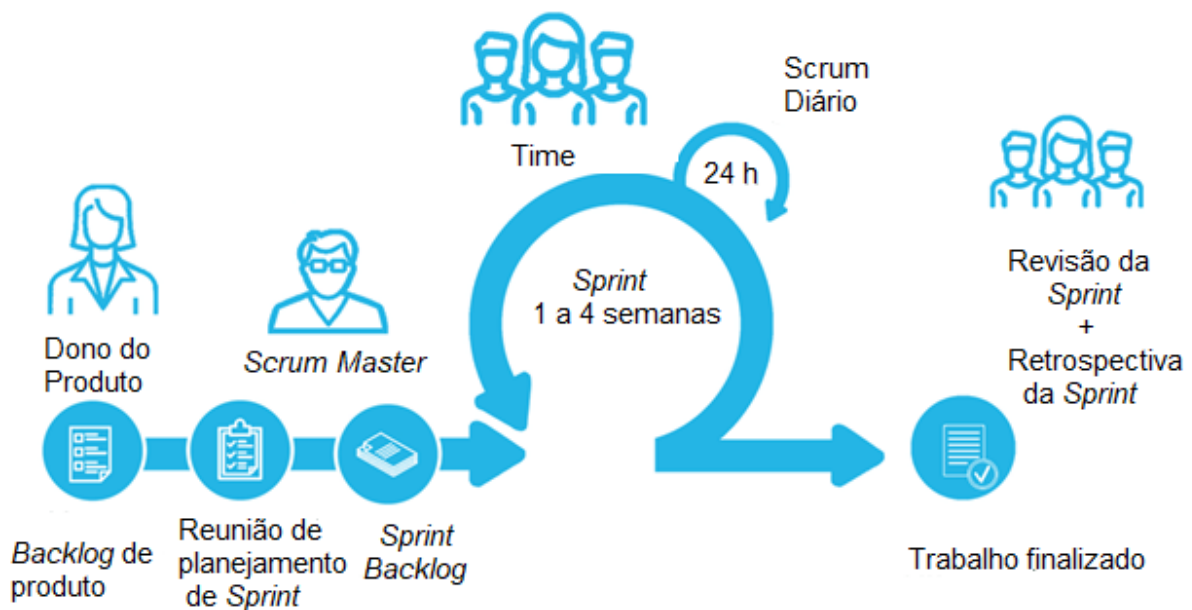 Time
Scrum
Diário
24 h
Sprint
1 a 4 semanas
Dono do
Produto
Scrum Master
Revisão da
Sprint
+
Retrospectiva
da Sprint
Backlog de
produto
Reunião de
planejamento
de Sprint
Sprint
Backlog
Trabalho finalizado